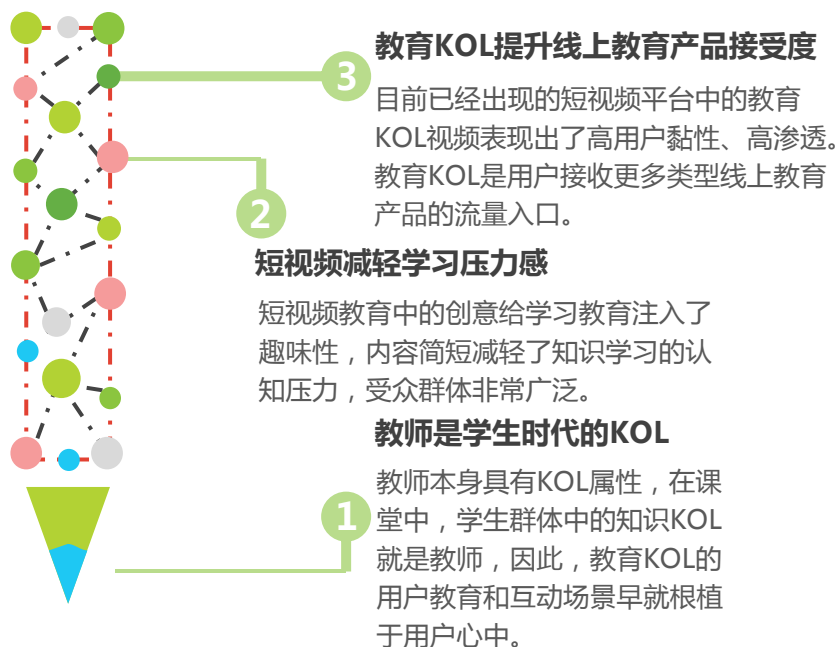 3
教育KOL提升线上教育产品接受度
目前已经出现的短视频平台中的教育
KOL视频表现出了高用户黏性、高渗透。
教育KOL是用户接收更多类型线上教育
产品的流量入口。
2
短视频减轻学习压力感
短视频教育中的创意给学习教育注入了
趣味性，内容简短减轻了知识学习的认
知压力，受众群体非常广泛。
1
教师是学生时代的KOL
教师本身具有KOL属性，在课
堂中，学生群体中的知识KOL
就是教师，因此，教育KOL的
用户教育和互动场景早就根植
于用户心中。